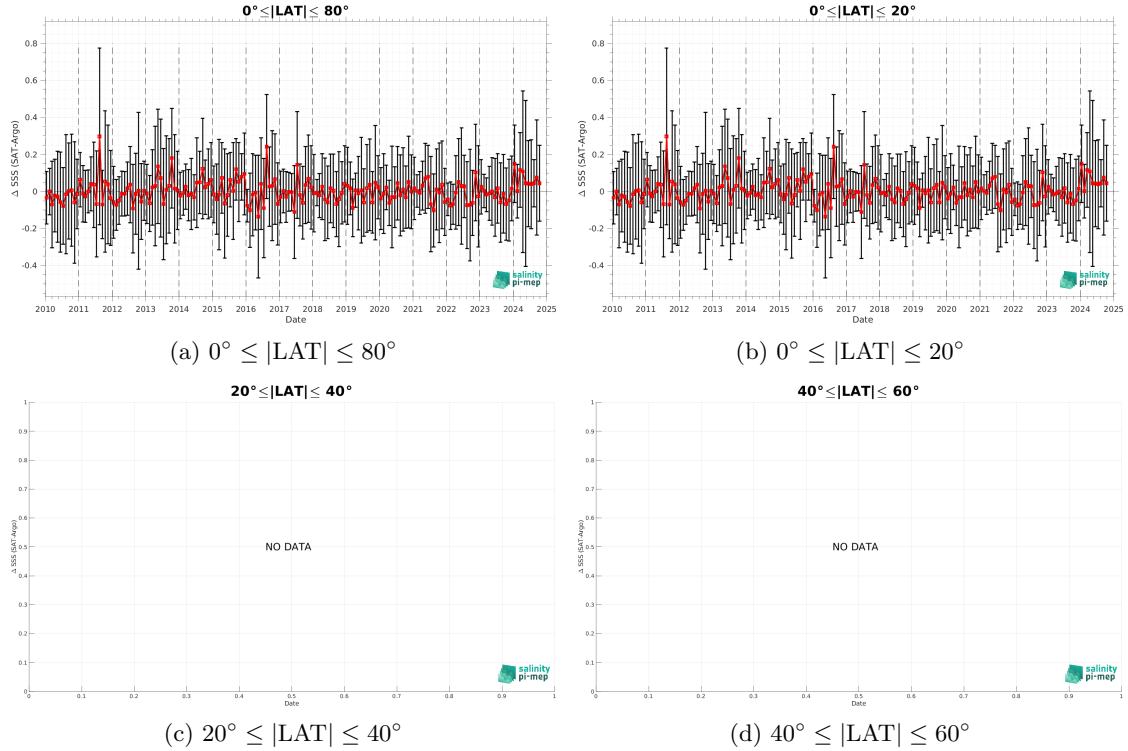 0°≤|LAT|≤ 80°
Δ SSS (SAT-Argo)
0.8
0.6
0.4
0.2
0
-0.2
-0.4
2010 2011 2012 2013 2014 2015 2016 2017 2018 2019 2020 2021 2022 2023 2024 2025
Date
salinity
pi-mep
(a) 0° ≤ |LAT| ≤ 80°
0°≤|LAT|≤ 20°
Δ SSS (SAT-Argo)
0.8
0.6
0.4
0.2
0
-0.2
-0.4
2010 2011 2012 2013 2014 2015 2016 2017 2018 2019 2020 2021 2022 2023 2024 2025
Date
salinity
pi-mep
(b) 0° ≤ |LAT| ≤ 20°
20°≤|LAT|≤ 40°
Δ SSS (SAT-Argo)
1
0.9
0.8
0.7
0.6
0.5
0.4
0.3
0.2
0.1
0
NO DATA
0 0.1 0.2 0.3 0.4 0.5 0.6 0.7 0.8 0.9 1
Date
salinity
pi-mep
(c) 20° ≤ |LAT| ≤ 40°
40°≤|LAT|≤ 60°
Δ SSS (SAT-Argo)
1
0.9
0.8
0.7
0.6
0.5
0.4
0.3
0.2
0.1
0
NO DATA
0 0.1 0.2 0.3 0.4 0.5 0.6 0.7 0.8 0.9 1
Date
salinity
pi-mep
(d) 40° ≤ |LAT| ≤ 60°